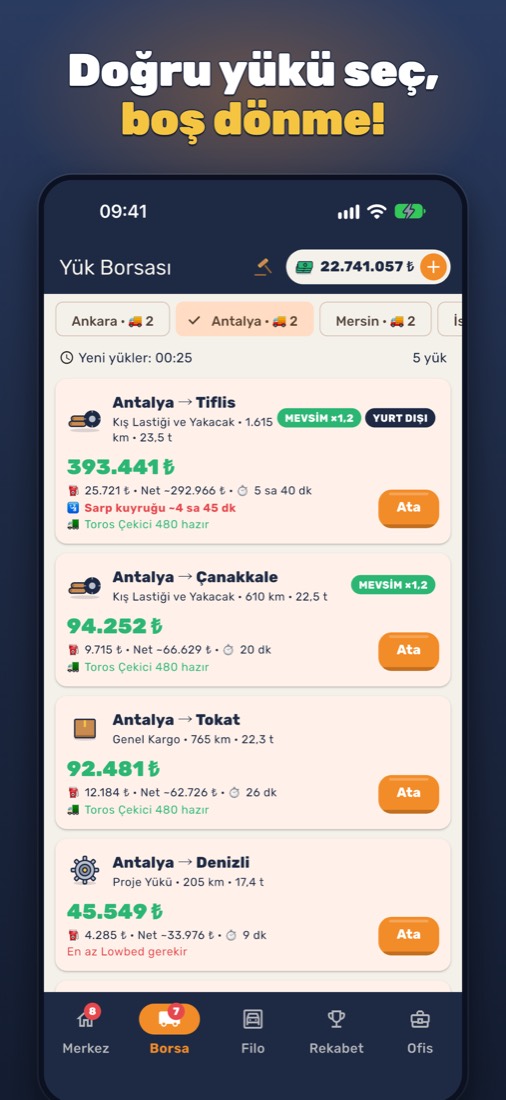 Doğru yükü seç,
boş dönme!
09:41
Yük Borsası
22.741.057 ₺
Ankara • 2
Antalya • 2
Mersin • 2
İs
Yeni yükler: 00:25
5 yük
Antalya → Tiflis
Kış Lastiği ve Yakacak • 1.615
km • 23,5 t
MEVSİM ×1,2
YURT DIŞI
393.441 ₺
25.721 ₺ • Net ~292.966 ₺ • 5 sa 40 dk
Sarp kuyruğu ~4 sa 45 dk
Toros Çekici 480 hazır
Ata
Antalya → Çanakkale
Kış Lastiği ve Yakacak • 610 km • 22,5 t
MEVSİM ×1,2
94.252 ₺
9.715 ₺ • Net ~66.629 ₺ • 20 dk
Toros Çekici 480 hazır
Ata
Antalya → Tokat
Genel Kargo • 765 km • 22,3 t
92.481 ₺
12.184 ₺ • Net ~62.726 ₺ • 26 dk
Toros Çekici 480 hazır
Ata
Antalya → Denizli
Proje Yükü • 205 km • 17,4 t
45.549 ₺
4.285 ₺ • Net ~33.976 ₺ • 9 dk
En az Lowbed gerekir
Ata
8
7
Merkez
Borsa
Filo
Rekabet
Ofis